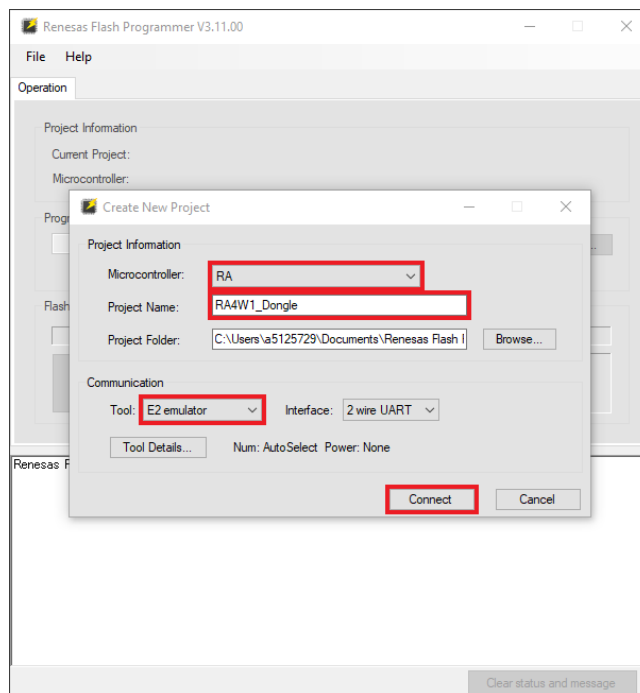 Renesas Flash Programmer V3.11.00
File Help
Operation
Project Information
Current Project:
Microcontroller:
Create New Project
Project Information
Microcontroller: RA
Project Name: RA4W1_Dongle
Project Folder: C:\Users\a5125729\Documents\Renesas Flash Browse...
Communication
Tool: E2 emulator Interface: 2 wire UART
Tool Details... Num: AutoSelect Power: None
Connect Cancel
Flash
Renesas
Clear status and message